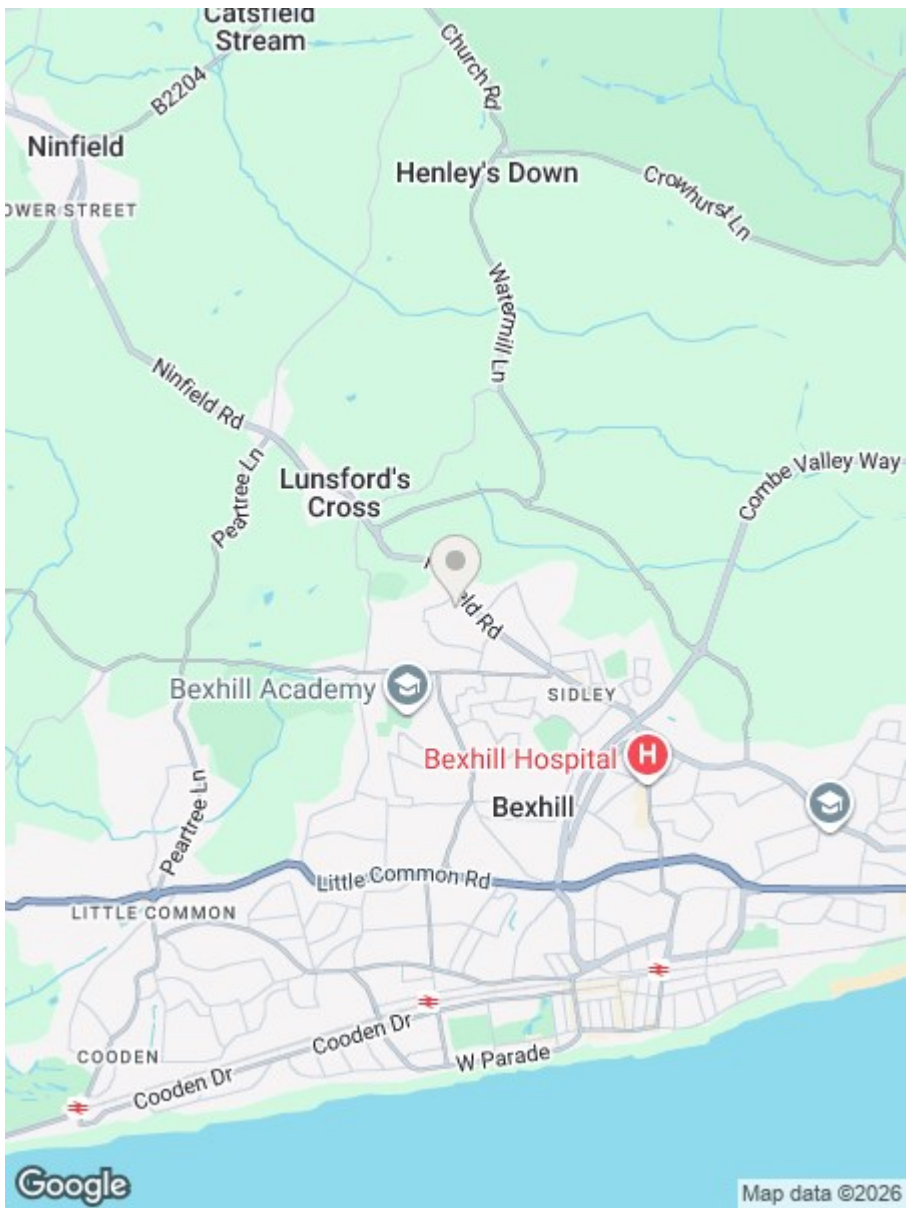 Catsfield
Stream
Church Rd
B2204
Ninfield
Henley's Down
Crowhurst Ln
OWER STREET
Watermill Ln
Ninfield Rd
Peartree Ln
Lunsford's
Cross
Combe Valley Way
eld Rd
Bexhill Academy
SIDLEY
Bexhill Hospital
H
Bexhill
Peartree Ln
Little Common Rd
LITTLE COMMON
Cooden Dr
COODEN
W Parade
Cooden Dr
Google
Map data ©2026